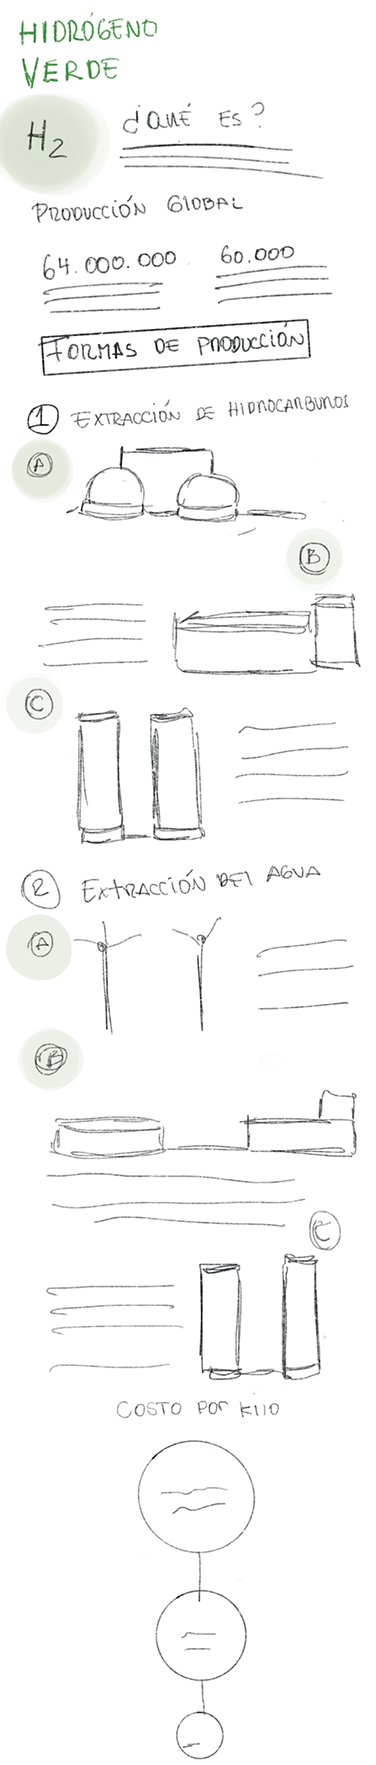 HIDRÓGENO
VERDE
H2
¿QUÉ ES?
PRODUCCIÓN GLOBAL
64.000.000
60.000
FORMAS DE PRODUCCIÓN
1 EXTRACCIÓN DE HIDROCARBUROS
A
B
C
2 EXTRACCIÓN DEL AGUA
A
B
C
COSTO POR KILO